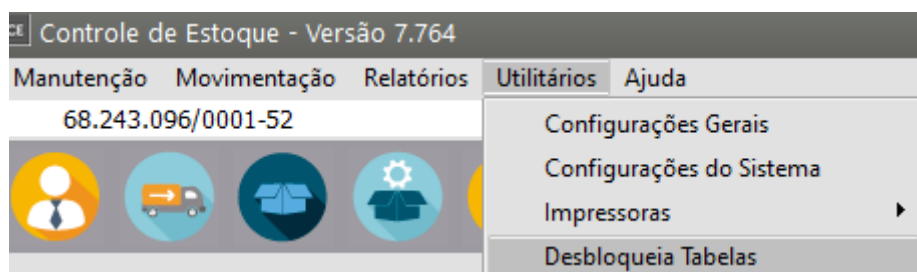 CE Controle de Estoque - Versão 7.764
Manutenção Movimentação Relatórios Utilitários Ajuda
68.243.096/0001-52
Configurações Gerais
Configurações do Sistema
Impressoras
Desbloqueia Tabelas